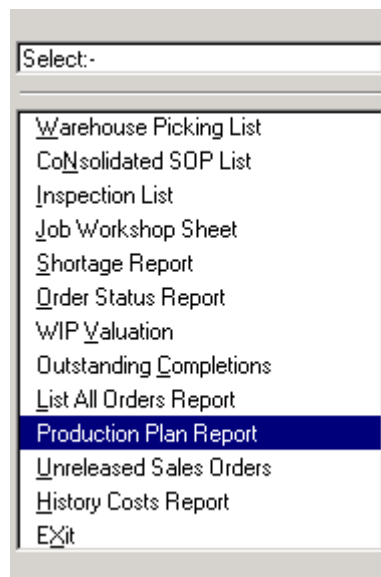 Select:-
Warehouse Picking List
CoNsolidated SOP List
Inspection List
Job Workshop Sheet
Shortage Report
Order Status Report
WIP Valuation
Outstanding Completions
List All Orders Report
Production Plan Report
Unreleased Sales Orders
History Costs Report
EXit